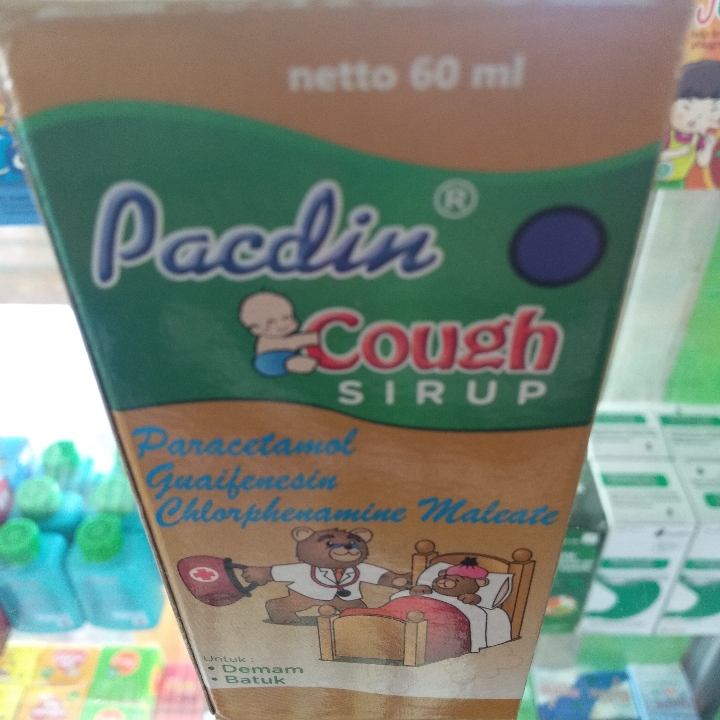 netto 60 ml
Pacdin®
Cough
SIRUP
Paracetamol
Guaifenesin
Chlorphenamine Maleate
Untuk :
• Demam
• Batuk